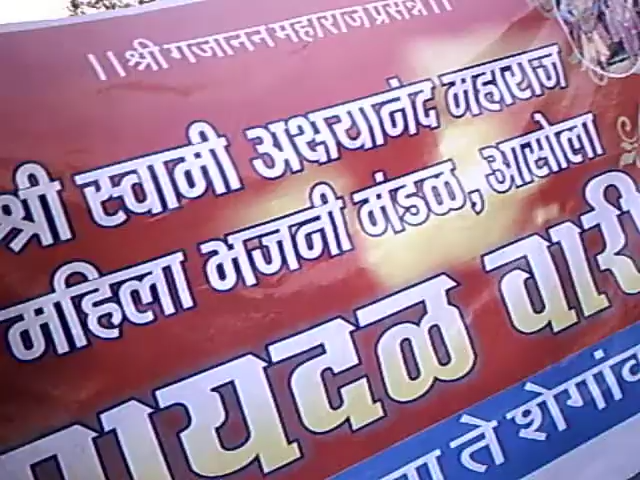 ।।श्री गजानन महाराज प्रसन्न।।
श्री स्वामी अक्षयानंद महाराज
महिला भजनी मंडळ, आसोला
पायदळ वारी
ते शेगांव